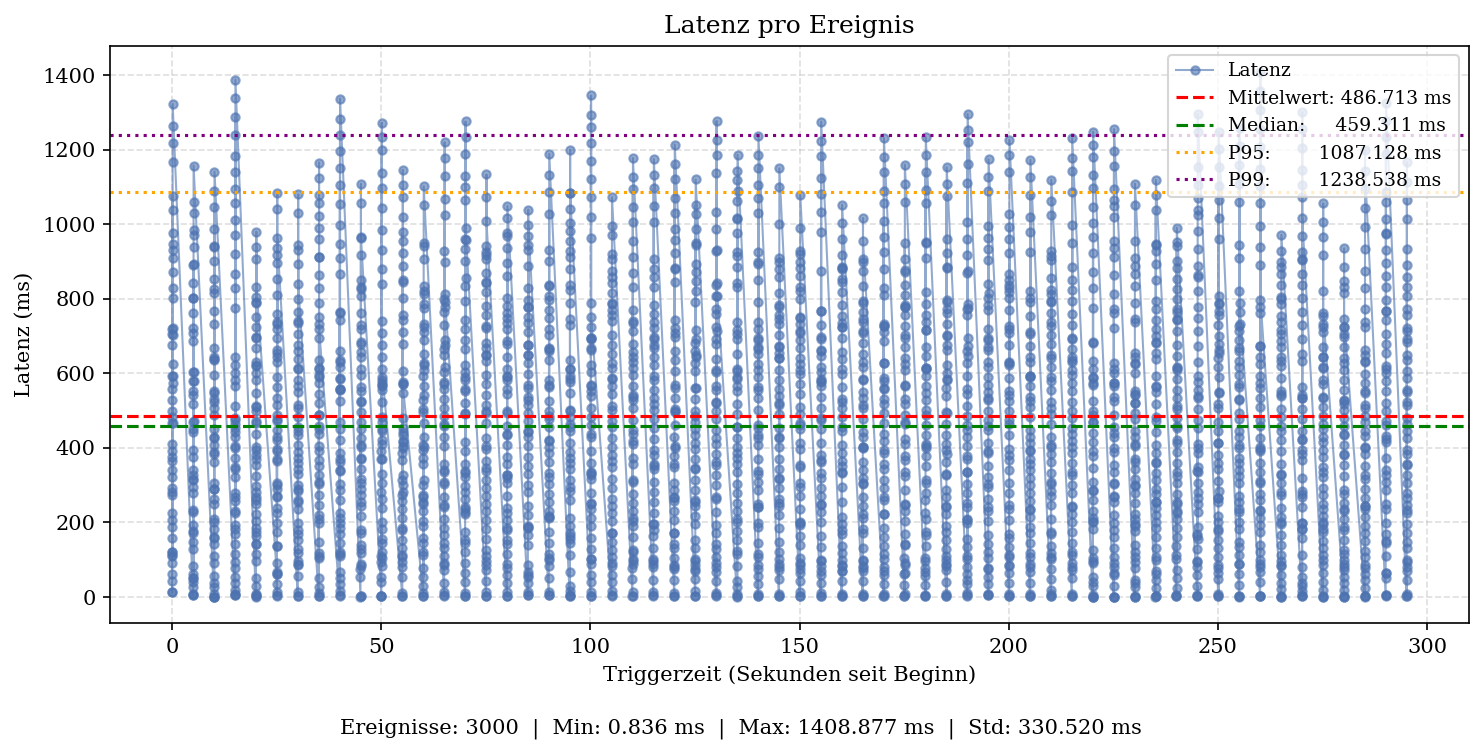 Latenz pro Ereignis
Latenz (ms)
1400
1200
1000
800
600
400
200
0
Latenz
Mittelwert: 486.713 ms
Median: 459.311 ms
P95: 1087.128 ms
P99: 1238.538 ms
0 50 100 150 200 250 300
Triggerzeit (Sekunden seit Beginn)
Ereignisse: 3000 | Min: 0.836 ms | Max: 1408.877 ms | Std: 330.520 ms